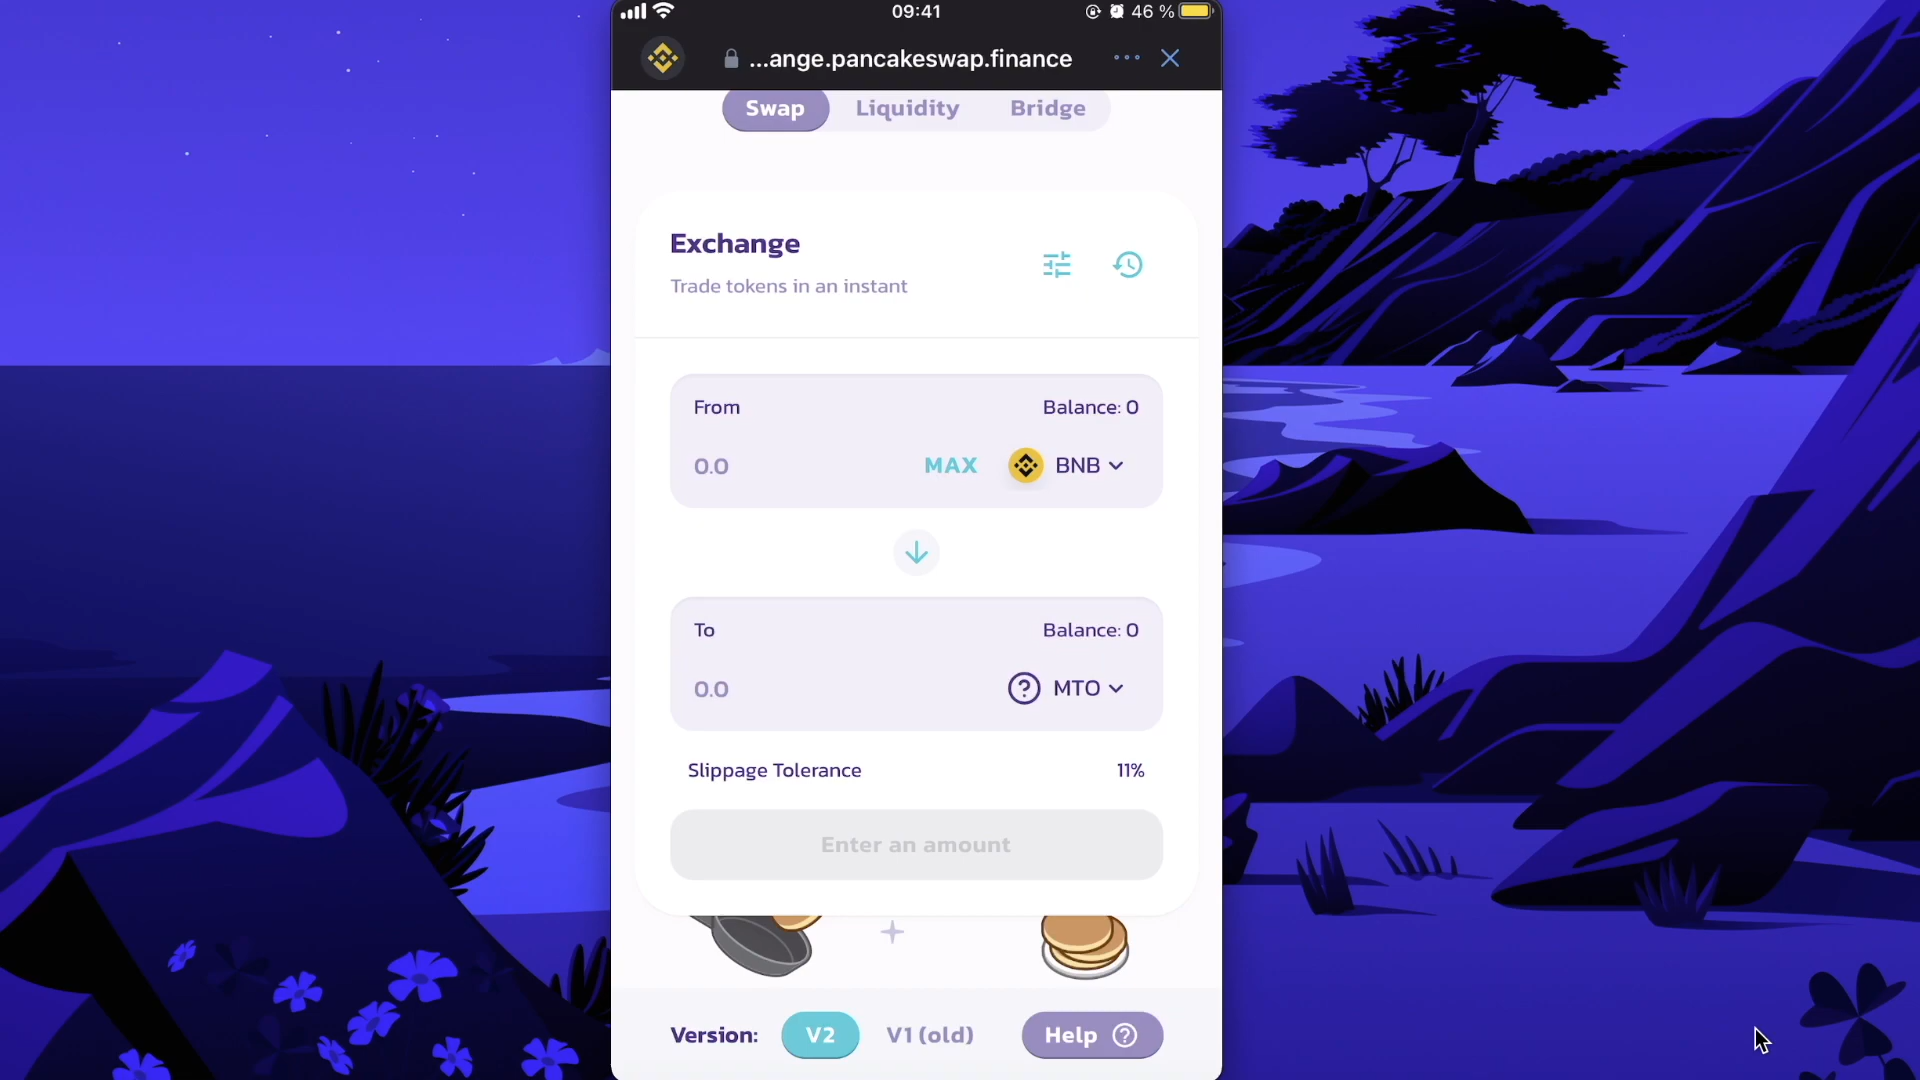 09:41
46 %
...ange.pancakeswap.finance
Swap Liquidity Bridge
Exchange
Trade tokens in an instant
From Balance: 0
0.0 MAX BNB
To Balance: 0
0.0 MTO
Slippage Tolerance 11%
Enter an amount
Version: V2 V1 (old) Help